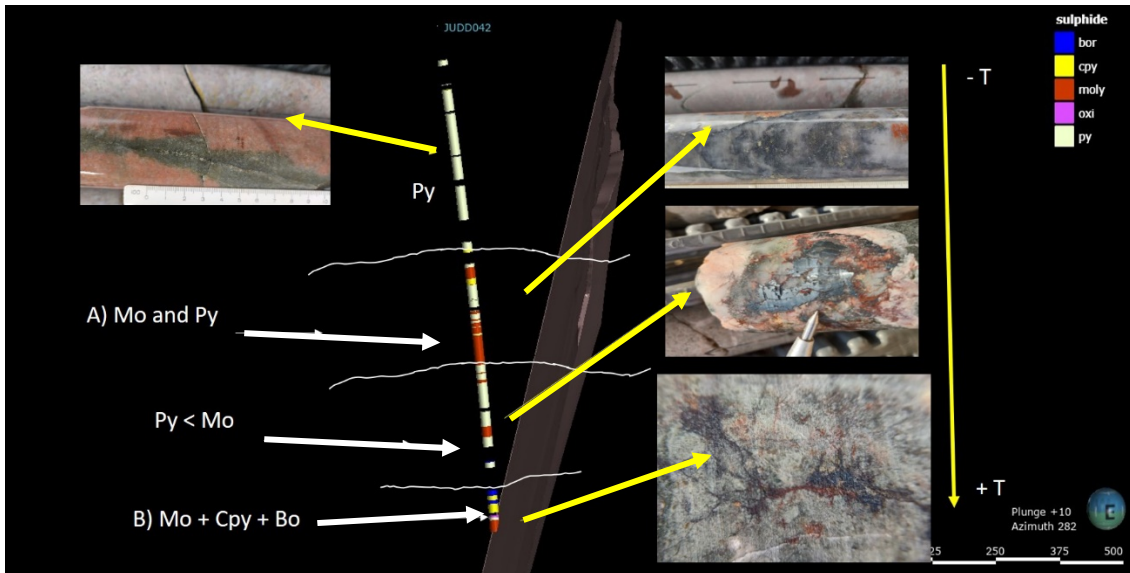 JUDD042
sulphide
bor
cpy
moly
oxi
py
- T
Py
A) Mo and Py
Py < Mo
B) Mo + Cpy + Bo
+ T
Plunge +10
Azimuth 282
25 250 375 500